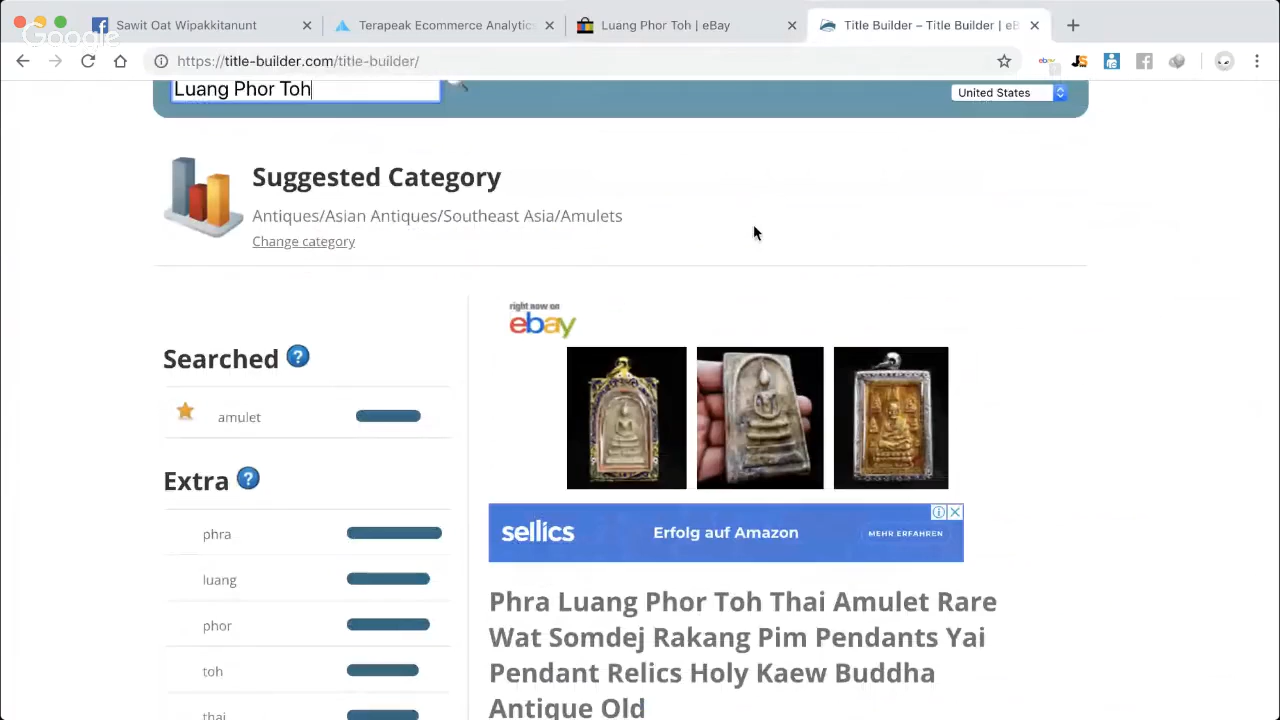 Sawit Oat Wipakkitanunt
Terapeak Ecommerce Analytics
Luang Phor Toh | eBay
Title Builder – Title Builder | eB
Google
https://title-builder.com/title-builder/
Luang Phor Toh
United States
Suggested Category
Antiques/Asian Antiques/Southeast Asia/Amulets
Change category
right now on
ebay
Searched
amulet
Extra
phra
luang
phor
toh
thai
sellics
Erfolg auf Amazon
MEHR ERFAHREN
Phra Luang Phor Toh Thai Amulet Rare
Wat Somdej Rakang Pim Pendants Yai
Pendant Relics Holy Kaew Buddha
Antique Old